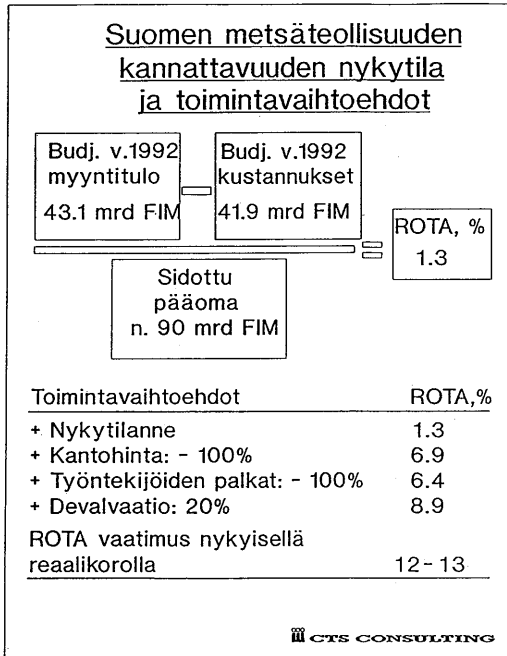 Suomen metsäteollisuuden
kannattavuuden nykytila
ja toimintavaihtoehdot
Budj. v.1992
myyntitulo
43.1 mrd FIM
Budj. v.1992
kustannukset
41.9 mrd FIM
Sidottu
pääoma
n. 90 mrd FIM
ROTA, %
1.3
Toimintavaihtoehdot ROTA,%
+ Nykytilanne 1.3
+ Kantohinta: - 100% 6.9
+ Työntekijöiden palkat: - 100% 6.4
+ Devalvaatio: 20% 8.9
ROTA vaatimus nykyisellä
reaalikorolla 12-13
CTS CONSULTING